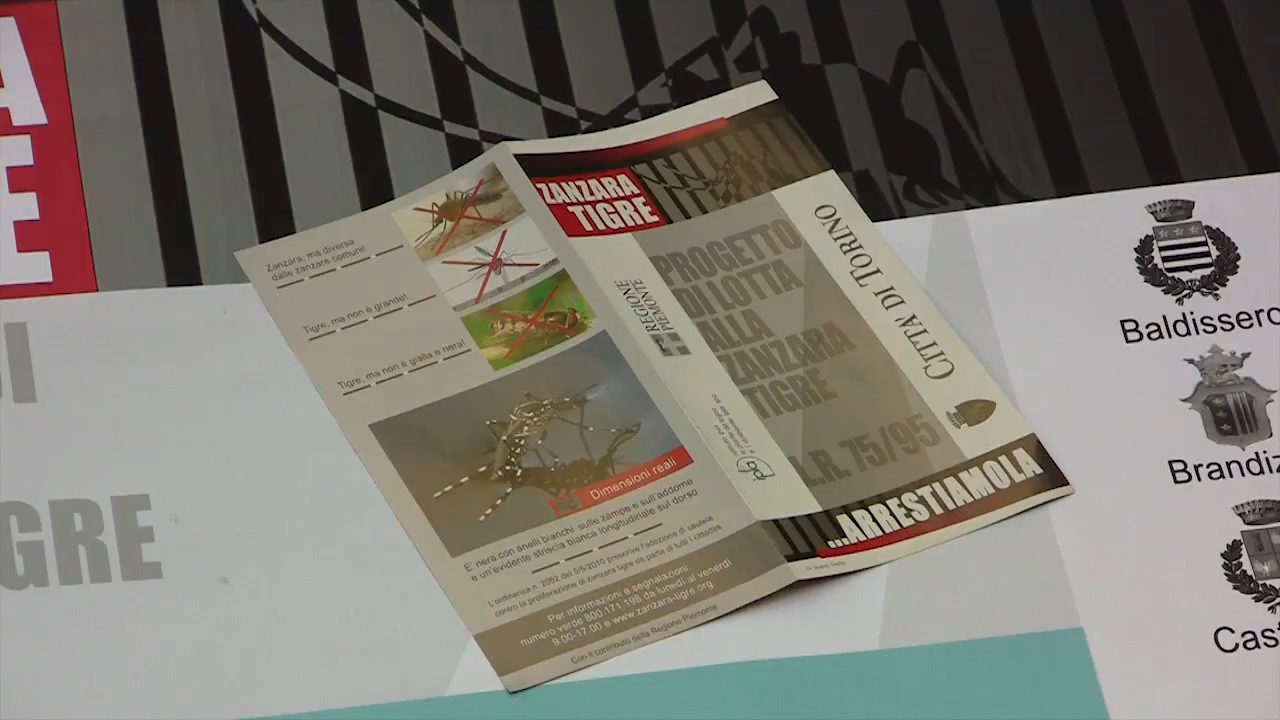 A
E
GRE
Zanzara, ma diversa
dalle zanzare comuni!
Tigre, ma non è grande!
Tigre, ma non è gialla e nera!
Dimensioni reali
E' nera con anelli bianchi sulle zampe e sull'addome
e un'evidente striscia bianca longitudinale sul dorso
L'ordinanza n. 2052 del 5/5/2010 prescrive l'adozione di cautele
contro la proliferazione di zanzara tigre da parte di tutti i cittadini
Per informazioni e segnalazioni:
numero verde 800 171 198 da lunedì al venerdì
9.00-17.00 e www.zanzara-tigre.org
Con il contributo della Regione Piemonte
ZANZARA
TIGRE
REGIONE
PIEMONTE
PROGETTO
DI LOTTA
ALLA
ZANZARA
TIGRE
L.R. 75/95
CITTA' DI TORINO
...ARRESTIAMOLA
Baldissero
Brandiz
Cast